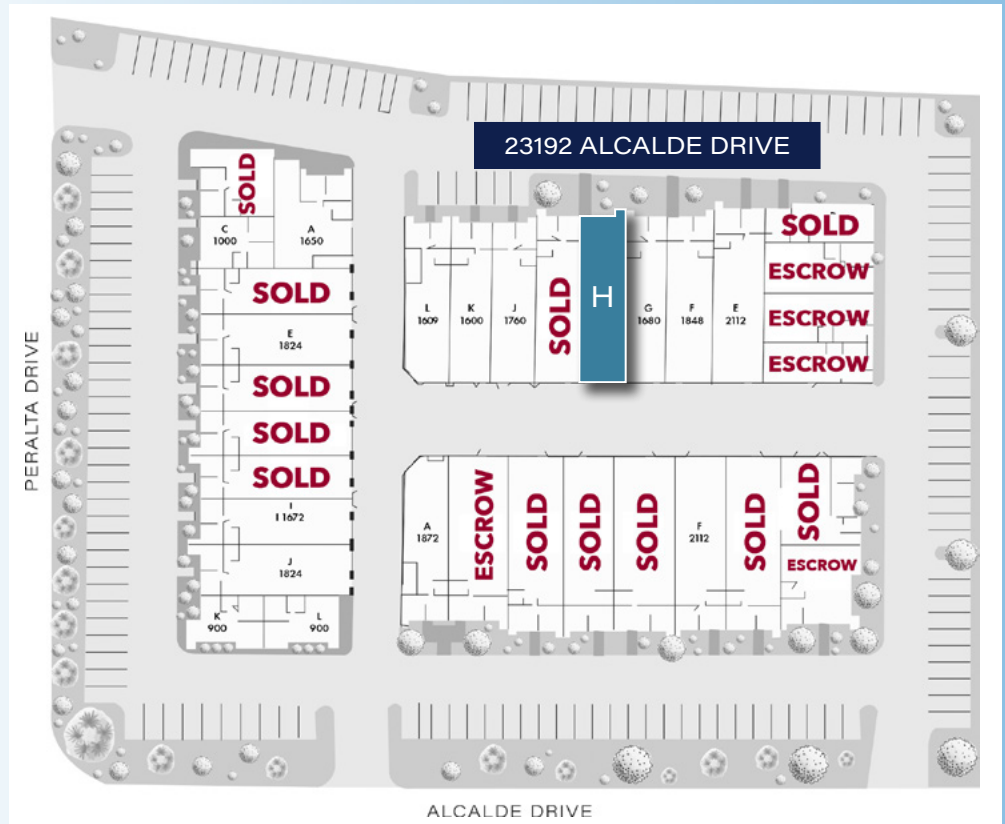 23192 ALCALDE DRIVE
SOLD
C
1000
A
1650
SOLD
E
1824
SOLD
SOLD
SOLD
I
I 1672
J
1824
K
900
L
900
L
1609
K
1600
J
1760
SOLD
H
G
1680
F
1848
E
2112
SOLD
ESCROW
ESCROW
ESCROW
A
1872
ESCROW
SOLD
SOLD
SOLD
F
2112
SOLD
SOLD
ESCROW
PERALTA DRIVE
ALCALDE DRIVE